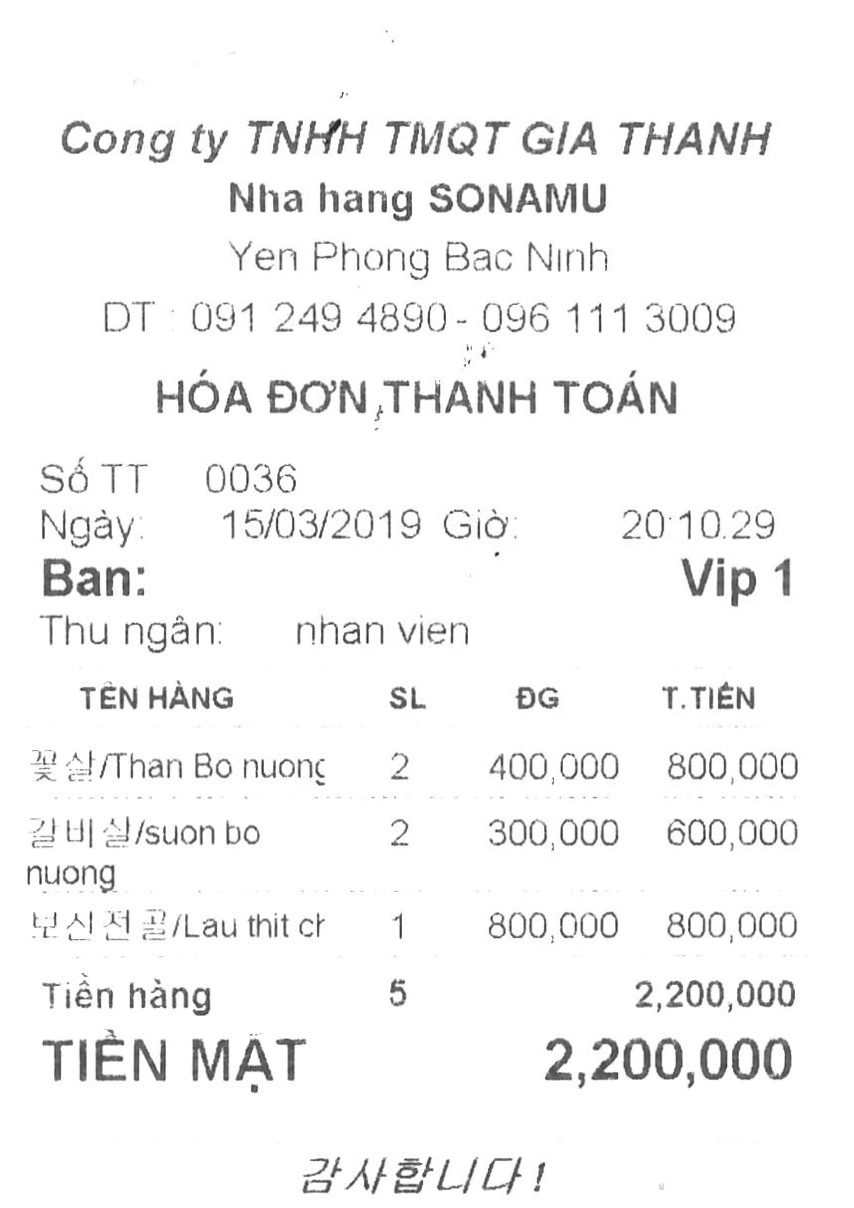 Cong ty TNHH TMQT GIA THANH
Nha hang SONAMU
Yen Phong Bac Ninh
DT : 091 249 4890 - 096 111 3009
HÓA ĐƠN THANH TOÁN
Số TT 0036
Ngày: 15/03/2019 Giờ: 20:10:29
Ban: Vip 1
Thu ngân: nhan vien
TÊN HÀNG SL ĐG T.TIỀN
꽃살/Than Bo nuong 2 400,000 800,000
갈비살/suon bo 2 300,000 600,000
nuong
보신전골/Lau thit ch 1 800,000 800,000
Tiền hàng 5 2,200,000
TIỀN MẶT 2,200,000
감사합니다!